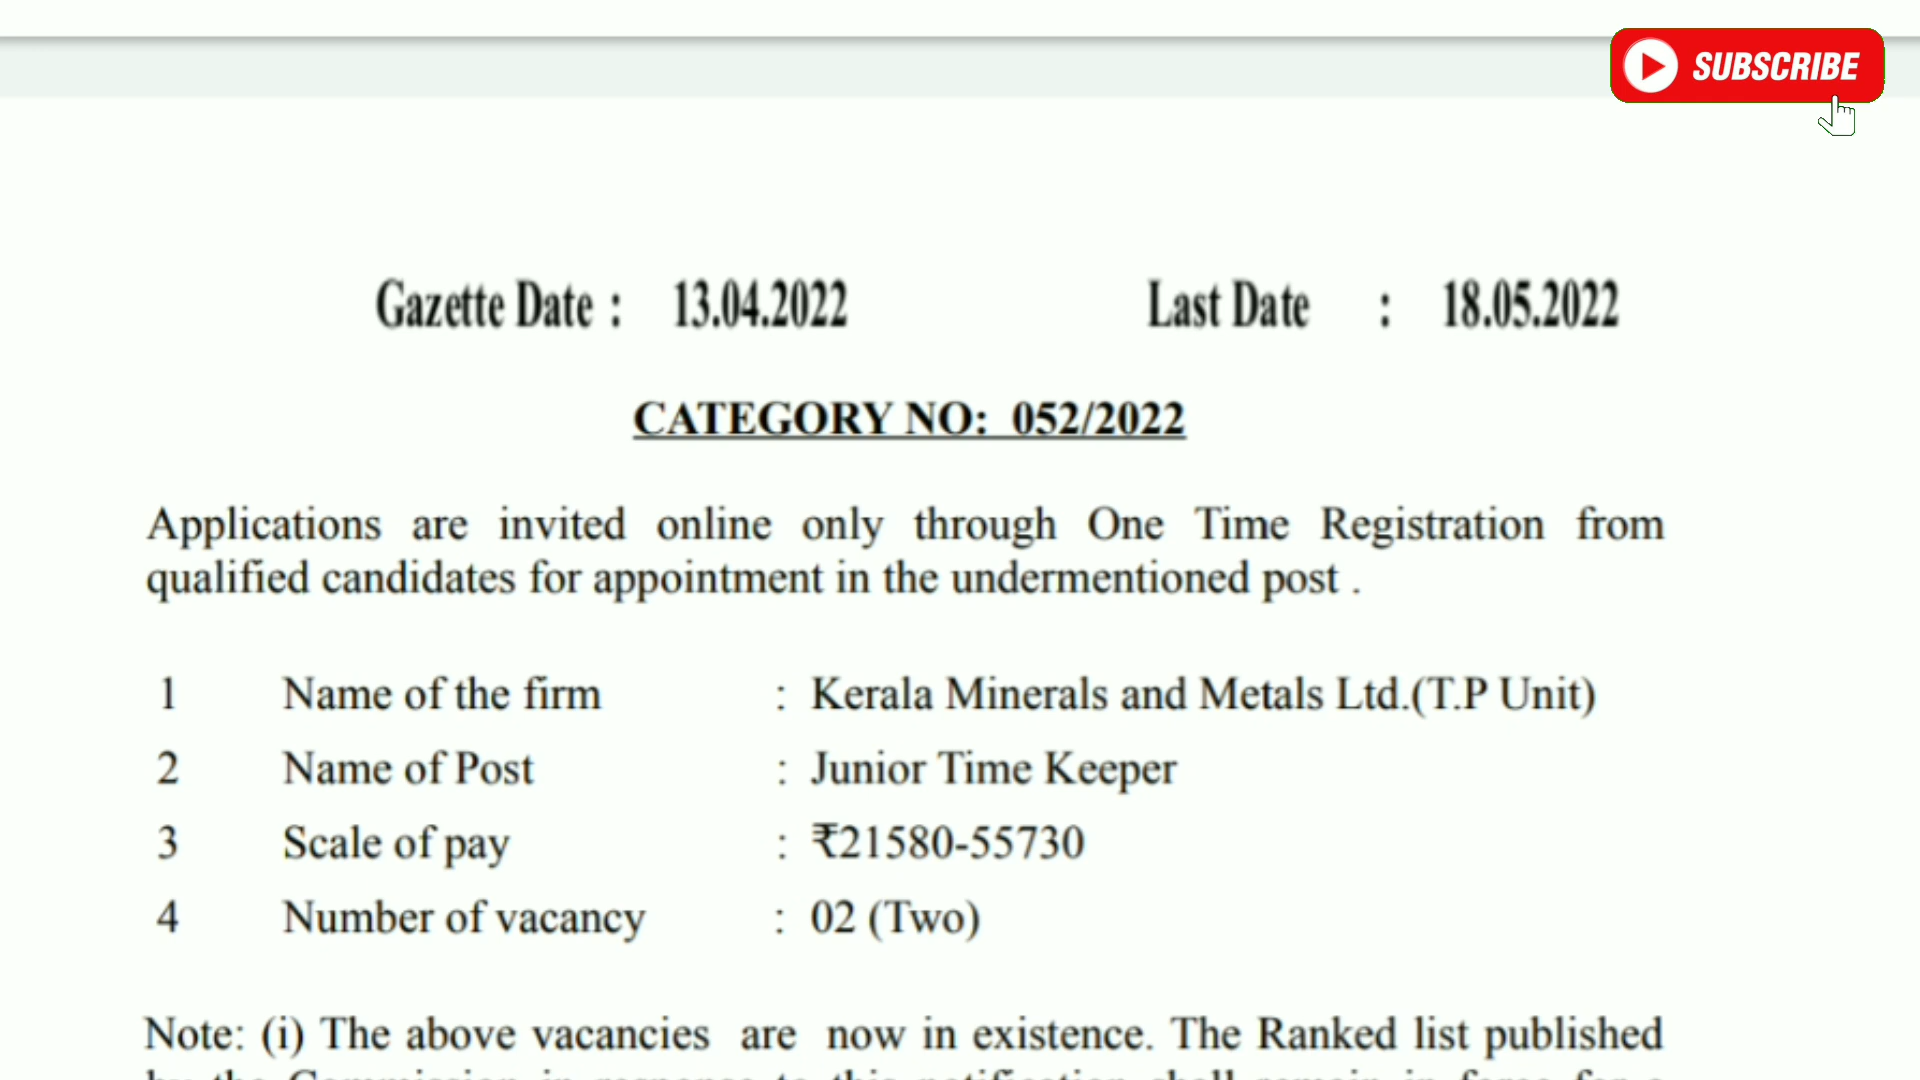 SUBSCRIBE
Gazette Date : 13.04.2022 Last Date : 18.05.2022
CATEGORY NO: 052/2022
Applications are invited online only through One Time Registration from
qualified candidates for appointment in the undermentioned post .
1 Name of the firm : Kerala Minerals and Metals Ltd.(T.P Unit)
2 Name of Post : Junior Time Keeper
3 Scale of pay : ₹21580-55730
4 Number of vacancy : 02 (Two)
Note: (i) The above vacancies are now in existence. The Ranked list published